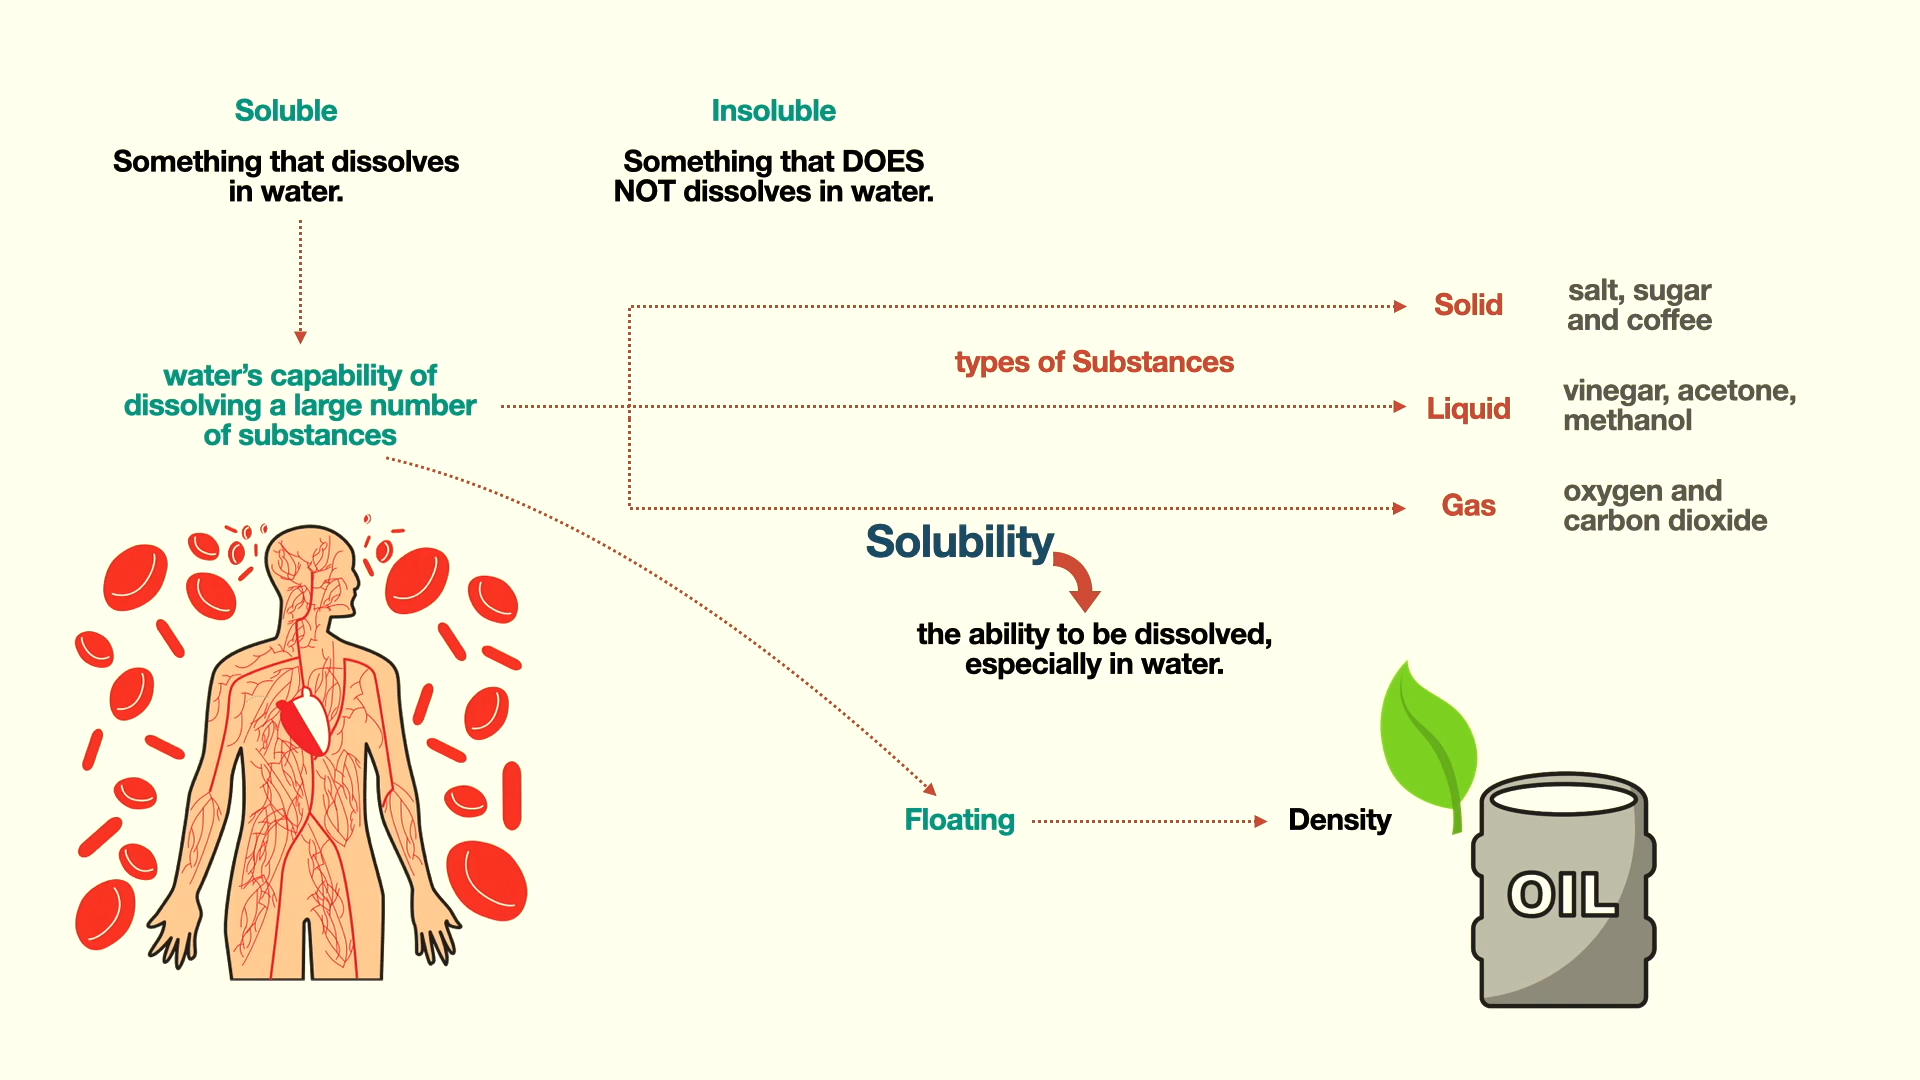 Soluble
Something that dissolves
in water.
Insoluble
Something that DOES
NOT dissolves in water.
water’s capability of
dissolving a large number
of substances
types of Substances
Solid
salt, sugar
and coffee
Liquid
vinegar, acetone,
methanol
Gas
oxygen and
carbon dioxide
Solubility
the ability to be dissolved,
especially in water.
Floating
Density
OIL